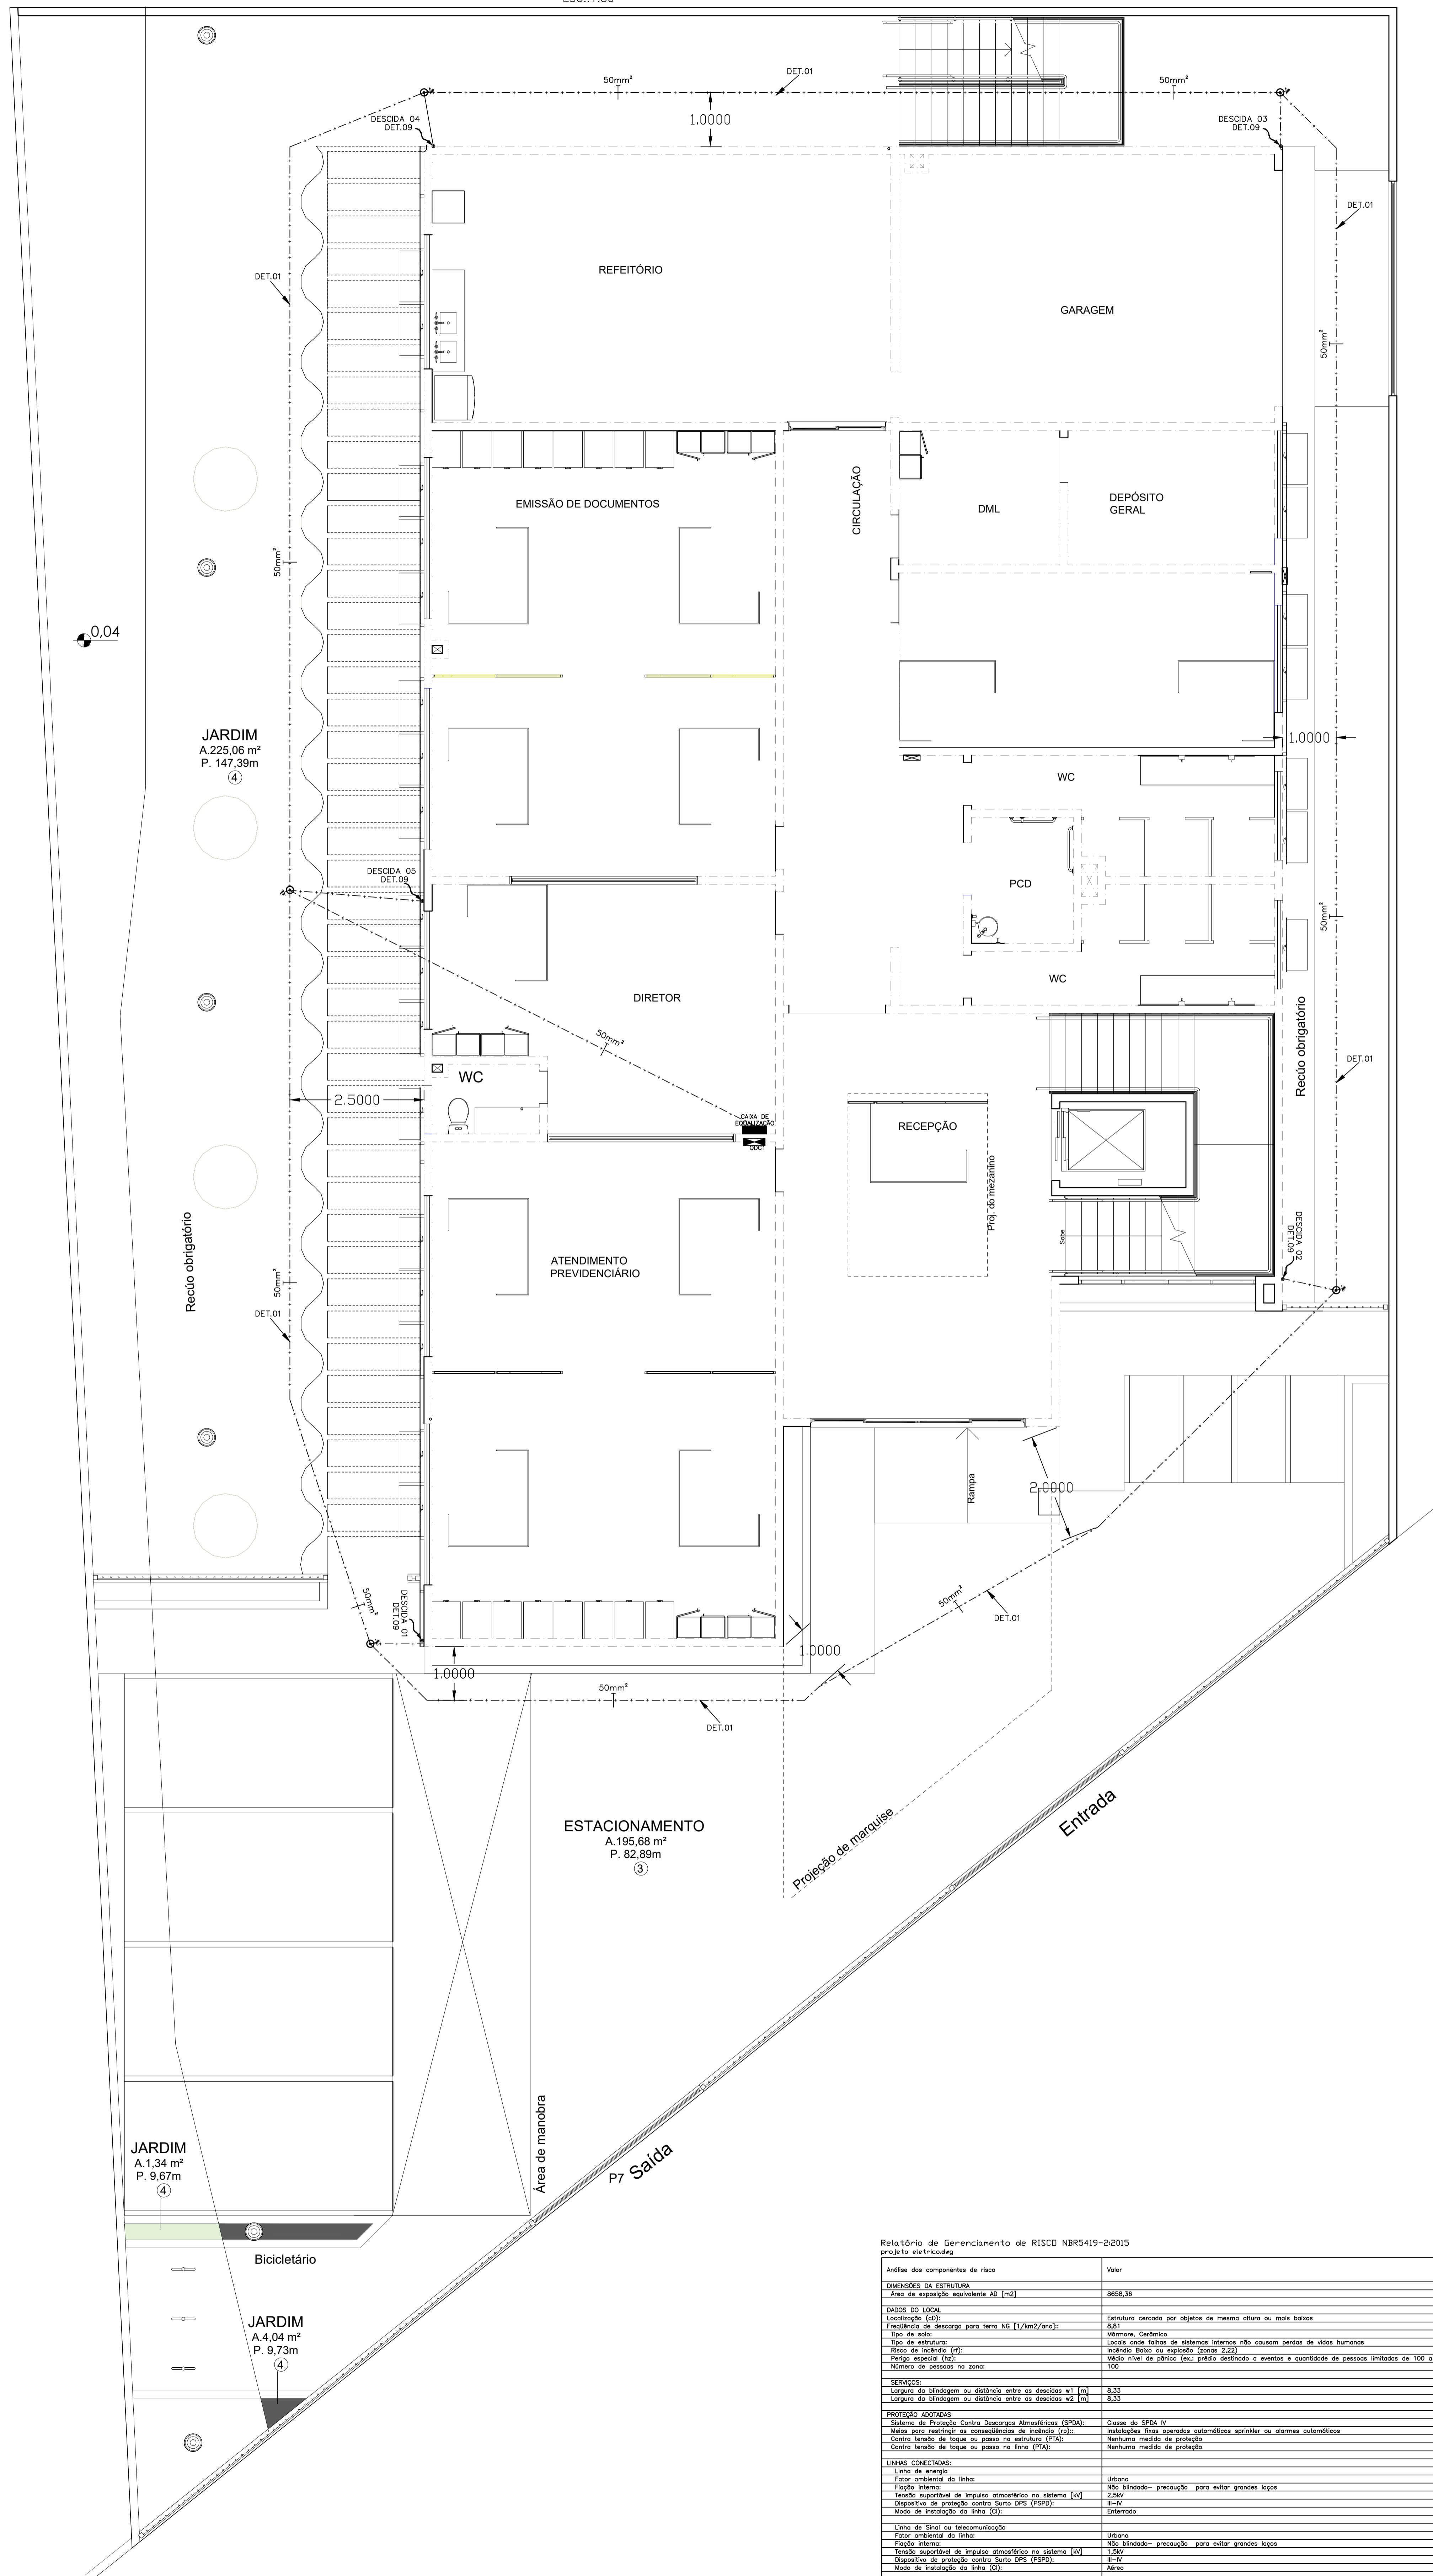 50mm²
DET.01
50mm²
DESCIDA 04
DET.09
1.0000
DESCIDA 03
DET.09
DET.01
DET.01
REFEITÓRIO
GARAGEM
50mm²
CIRCULAÇÃO
EMISSÃO DE DOCUMENTOS
DML
DEPÓSITO
GERAL
50mm²
0,04
JARDIM
A.225,06 m²
P. 147,39m
4
1.0000
WC
DESCIDA 05
DET.09
PCD
50mm²
WC
DIRETOR
50mm²
Recúo obrigatório
DET.01
WC
2.5000
CAIXA DE
EQUALIZAÇÃO
QDCT
RECEPÇÃO
Proj. do mezanino
Sobe
DESCIDA 02
DET.09
Recúo obrigatório
ATENDIMENTO
PREVIDENCIÁRIO
50mm²
DET.01
Rampa
2.0000
50mm²
DESCIDA 01
DET.09
50mm²
DET.01
1.0000
1.0000
50mm²
DET.01
ESTACIONAMENTO
A.195,68 m²
P. 82,89m
3
Projeção de marquise
Entrada
Área de manobra
P7 Saída
JARDIM
A.1,34 m²
P. 9,67m
4
Bicicletário
JARDIM
A.4,04 m²
P. 9,73m
4
Relatório de Gerenciamento de RISCO NBR5419-2:2015
projeto eletrico.dwg
Análise dos componentes de risco Valor
DIMENSÕES DA ESTRUTURA
Área de exposição equivalente AD [m2] 8658,36
DADOS DO LOCAL
Localização (cD): Estrutura cercada por objetos de mesma altura ou mais baixos
Freqüência de descarga para terra NG [1/km2/ano]:: 8,81
Tipo de solo: Mármore, Cerâmico
Tipo de estrutura: Locais onde falhas de sistemas internos não causam perdas de vidas humanas
Risco de incêndio (rf): Incêndio Baixo ou explosão (zonas 2,22)
Perigo especial (hz): Médio nível de pânico (ex.: prédio destinado a eventos e quantidade de pessoas limitadas de 100 a
Número de pessoas na zona: 100
SERVIÇOS:
Largura da blindagem ou distância entre as descidas w1 [m] 8,33
Largura da blindagem ou distância entre as descidas w2 [m] 8,33
PROTEÇÃO ADOTADAS
Sistema de Proteção Contra Descargas Atmosféricas (SPDA): Classe do SPDA IV
Meios para restringir as conseqüências de incêndio (rp):: Instalações fixas operadas automáticas sprinkler ou alarmes automáticos
Contra tensão de toque ou passo na estrutura (PTA): Nenhuma medida de proteção
Contra tensão de toque ou passo na linha (PTA): Nenhuma medida de proteção
LINHAS CONECTADAS:
Linha de energia
Fator ambiental da linha: Urbano
Fiação interna: Não blindado- precaução para evitar grandes laços
Tensão suportável de impulso atmosférico no sistema [kV] 2,5kV
Dispositivo de proteção contra Surto DPS (PSPD): III-IV
Modo de instalação da linha (Cl): Enterrado
Linha de Sinal ou telecomunicação
Fator ambiental da linha: Urbano
Fiação interna: Não blindado- precaução para evitar grandes laços
Tensão suportável de impulso atmosférico no sistema [kV] 1,5kV
Dispositivo de proteção contra Surto DPS (PSPD): III-IV
Modo de instalação da linha (Cl): Aéreo